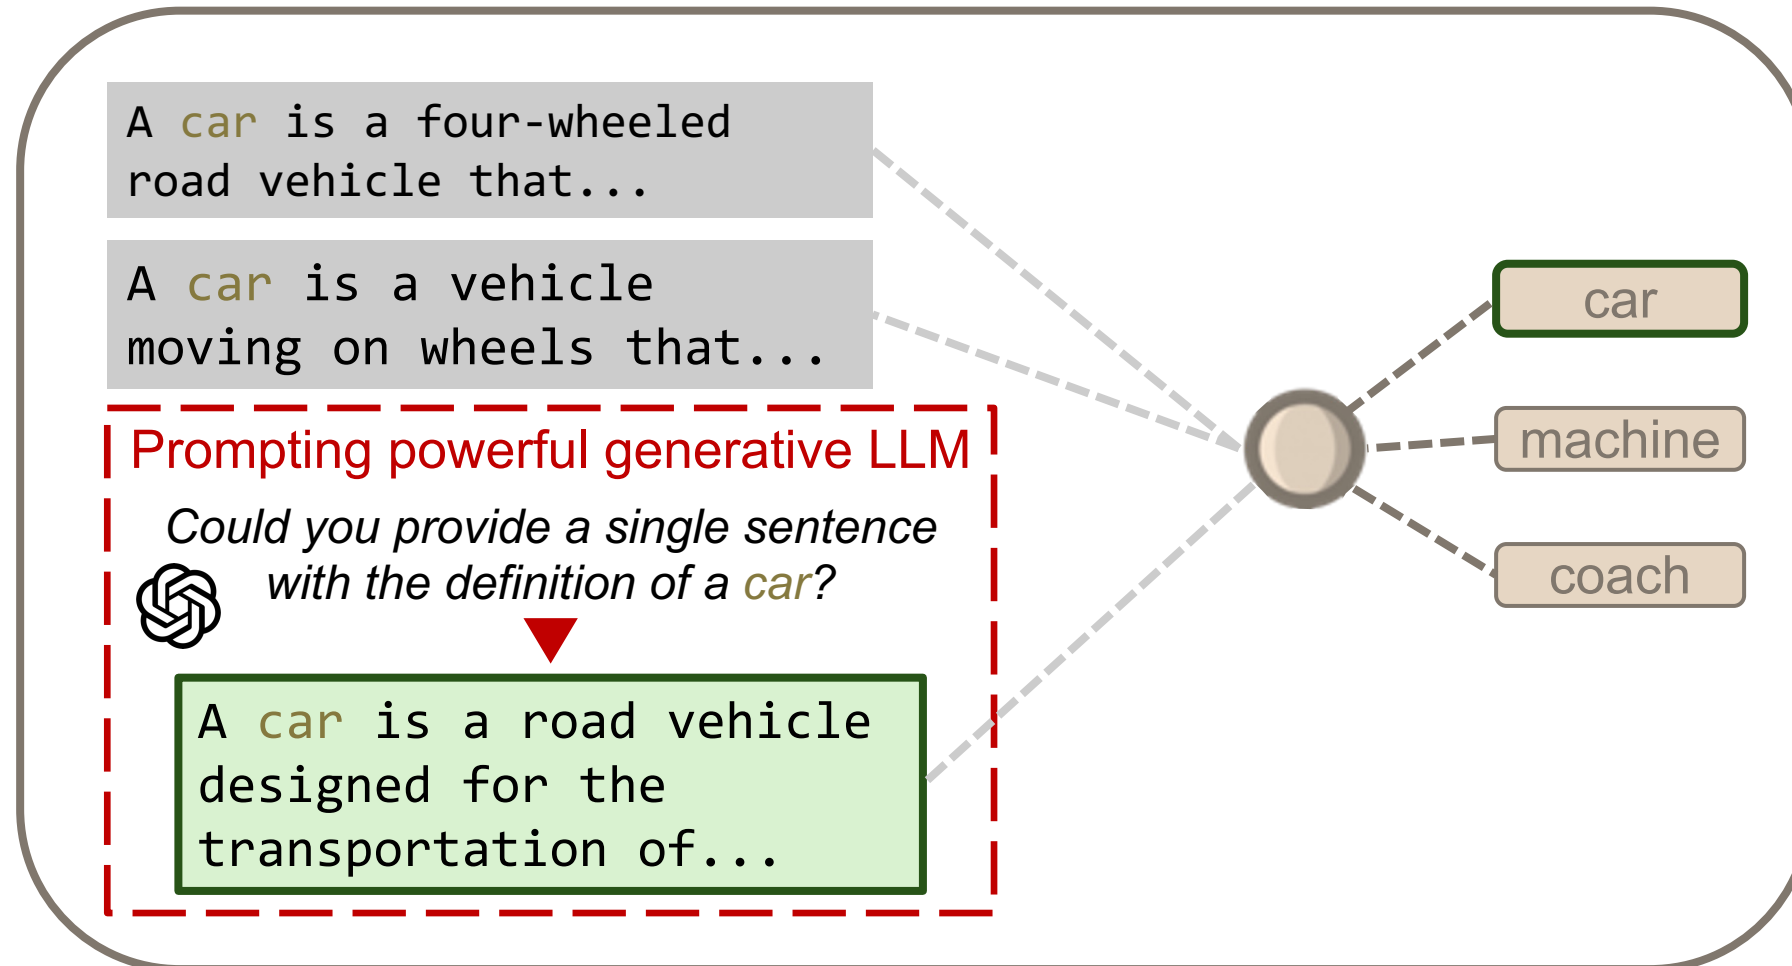 A car is a four-wheeled
road vehicle that...
A car is a vehicle
moving on wheels that...
Prompting powerful generative LLM
Could you provide a single sentence
with the definition of a car?
A car is a road vehicle
designed for the
transportation of...
car
machine
coach